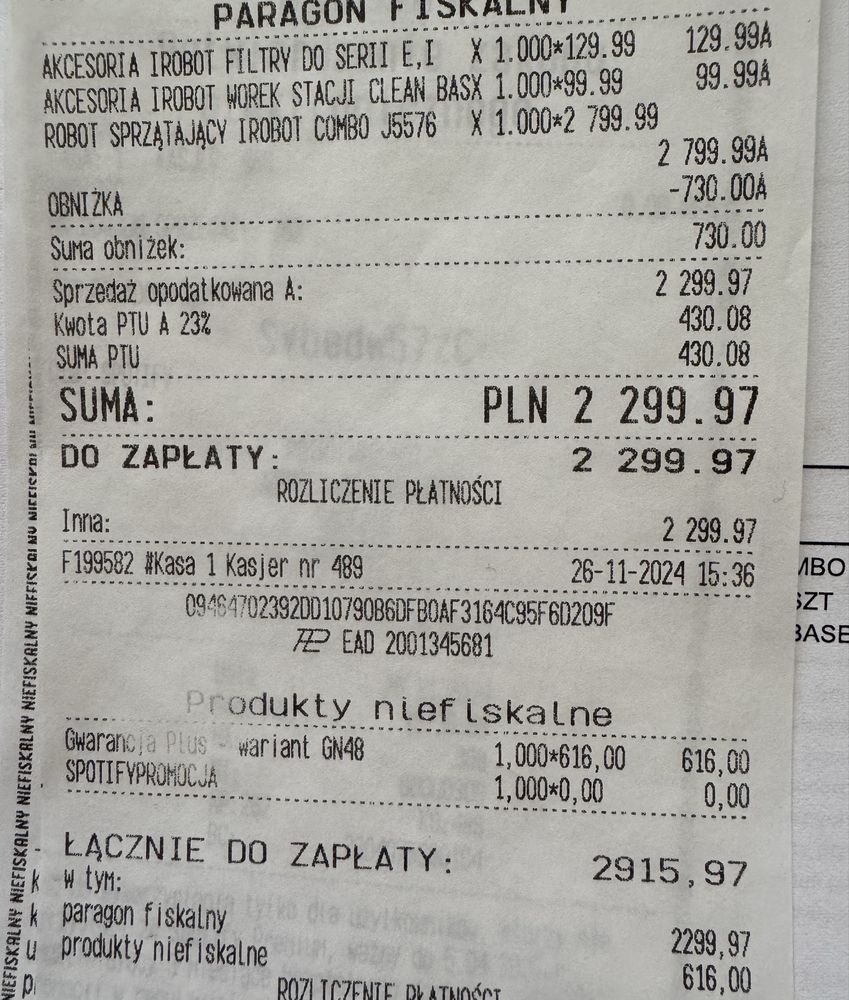 PARAGON FISKALNY
AKCESORIA IROBOT FILTRY DO SERII E,I X 1.000*129.99 129.99A
AKCESORIA IROBOT WOREK STACJI CLEAN BASX 1.000*99.99 99.99A
ROBOT SPRZĄTAJĄCY IROBOT COMBO J5576 X 1.000*2 799.99
2 799.99A
OBNIŻKA -730.00A
Suma obniżek: 730.00
Sprzedaż opodatkowana A: 2 299.97
Kwota PTU A 23% 430.08
SUMA PTU 430.08
SUMA: PLN 2 299.97
DO ZAPŁATY: 2 299.97
ROZLICZENIE PŁATNOŚCI
Inna: 2 299.97
F199582 #Kasa 1 Kasjer nr 489 26-11-2024 15:36
09464702392DD10790B6DFB0AF3164C95F6D209F
EAD 2001345681
Produkty niefiskalne
Gwarancja Plus - wariant GN48 1,000*616,00 616,00
SPOTIFYPROMOCJA 1,000*0,00 0,00
ŁĄCZNIE DO ZAPŁATY: 2915,97
w tym:
paragon fiskalny 2299,97
produkty niefiskalne 616,00
ROZLICZENIE PŁATNOŚCI
NIEFISKALNY NIEFISKALNY NIEFISKALNY NIEFISKALNY NIEFISKALNY
MBO
SZT
BASE